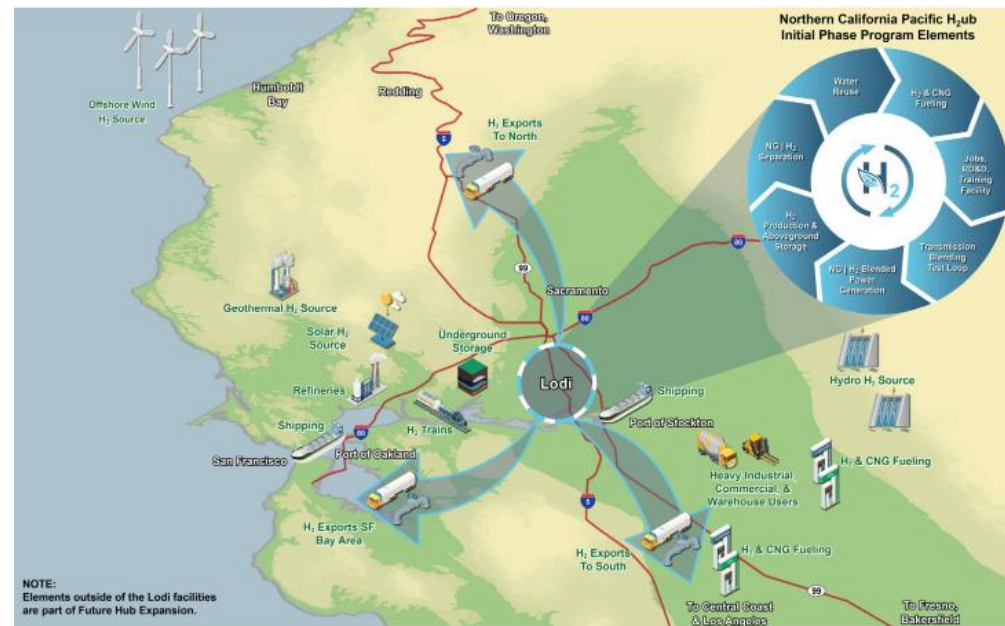 To Oregon,
Washington
Northern California Pacific H₂ub
Initial Phase Program Elements
Water
Reuse
H₂ & CNG
Fueling
NG | H₂
Separation
Jobs,
RD&D,
Training
Facility
H₂
Production &
Aboveground
Storage
Transmission
Blending
Test Loop
NG | H₂-Blended
Power
Generation
H₂
Offshore Wind
H₂ Source
Humboldt
Bay
Redding
5
H₂ Exports
To North
99
80
Sacramento
80
Geothermal H₂ Source
Solar H₂
Source
Underground
Storage
Refineries
Lodi
Shipping
Port of Stockton
Hydro H₂ Source
Shipping
80
H₂ Trains
San Francisco
Port of Oakland
Heavy Industrial,
Commercial, &
Warehouse Users
H₂ & CNG Fueling
H₂ Exports SF
Bay Area
5
H₂ Exports
To South
H₂ & CNG Fueling
99
NOTE:
Elements outside of the Lodi facilities
are part of Future Hub Expansion.
To Central Coast
& Los Angeles
To Fresno,
Bakersfield